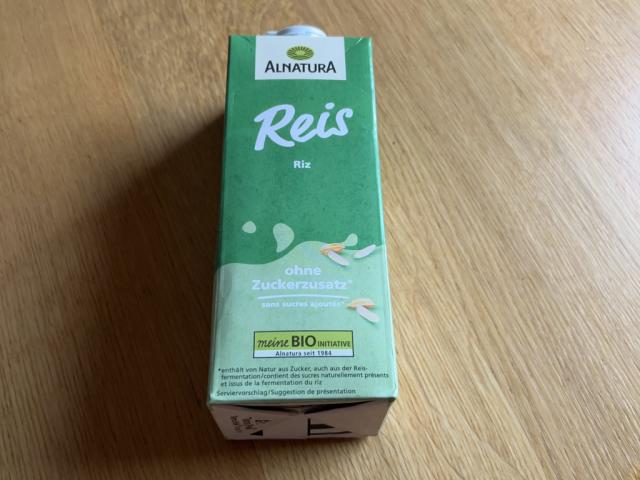 ALNATURA
Reis
Riz
ohne
Zuckerzusatz*
sans sucres ajoutés*
meine BIO INITIATIVE
Alnatura seit 1984
*enthält von Natur aus Zucker, auch aus der Reis-
fermentation/contient des sucres naturellement présents
et issus de la fermentation du riz
Serviervorschlag/Suggestion de présentation